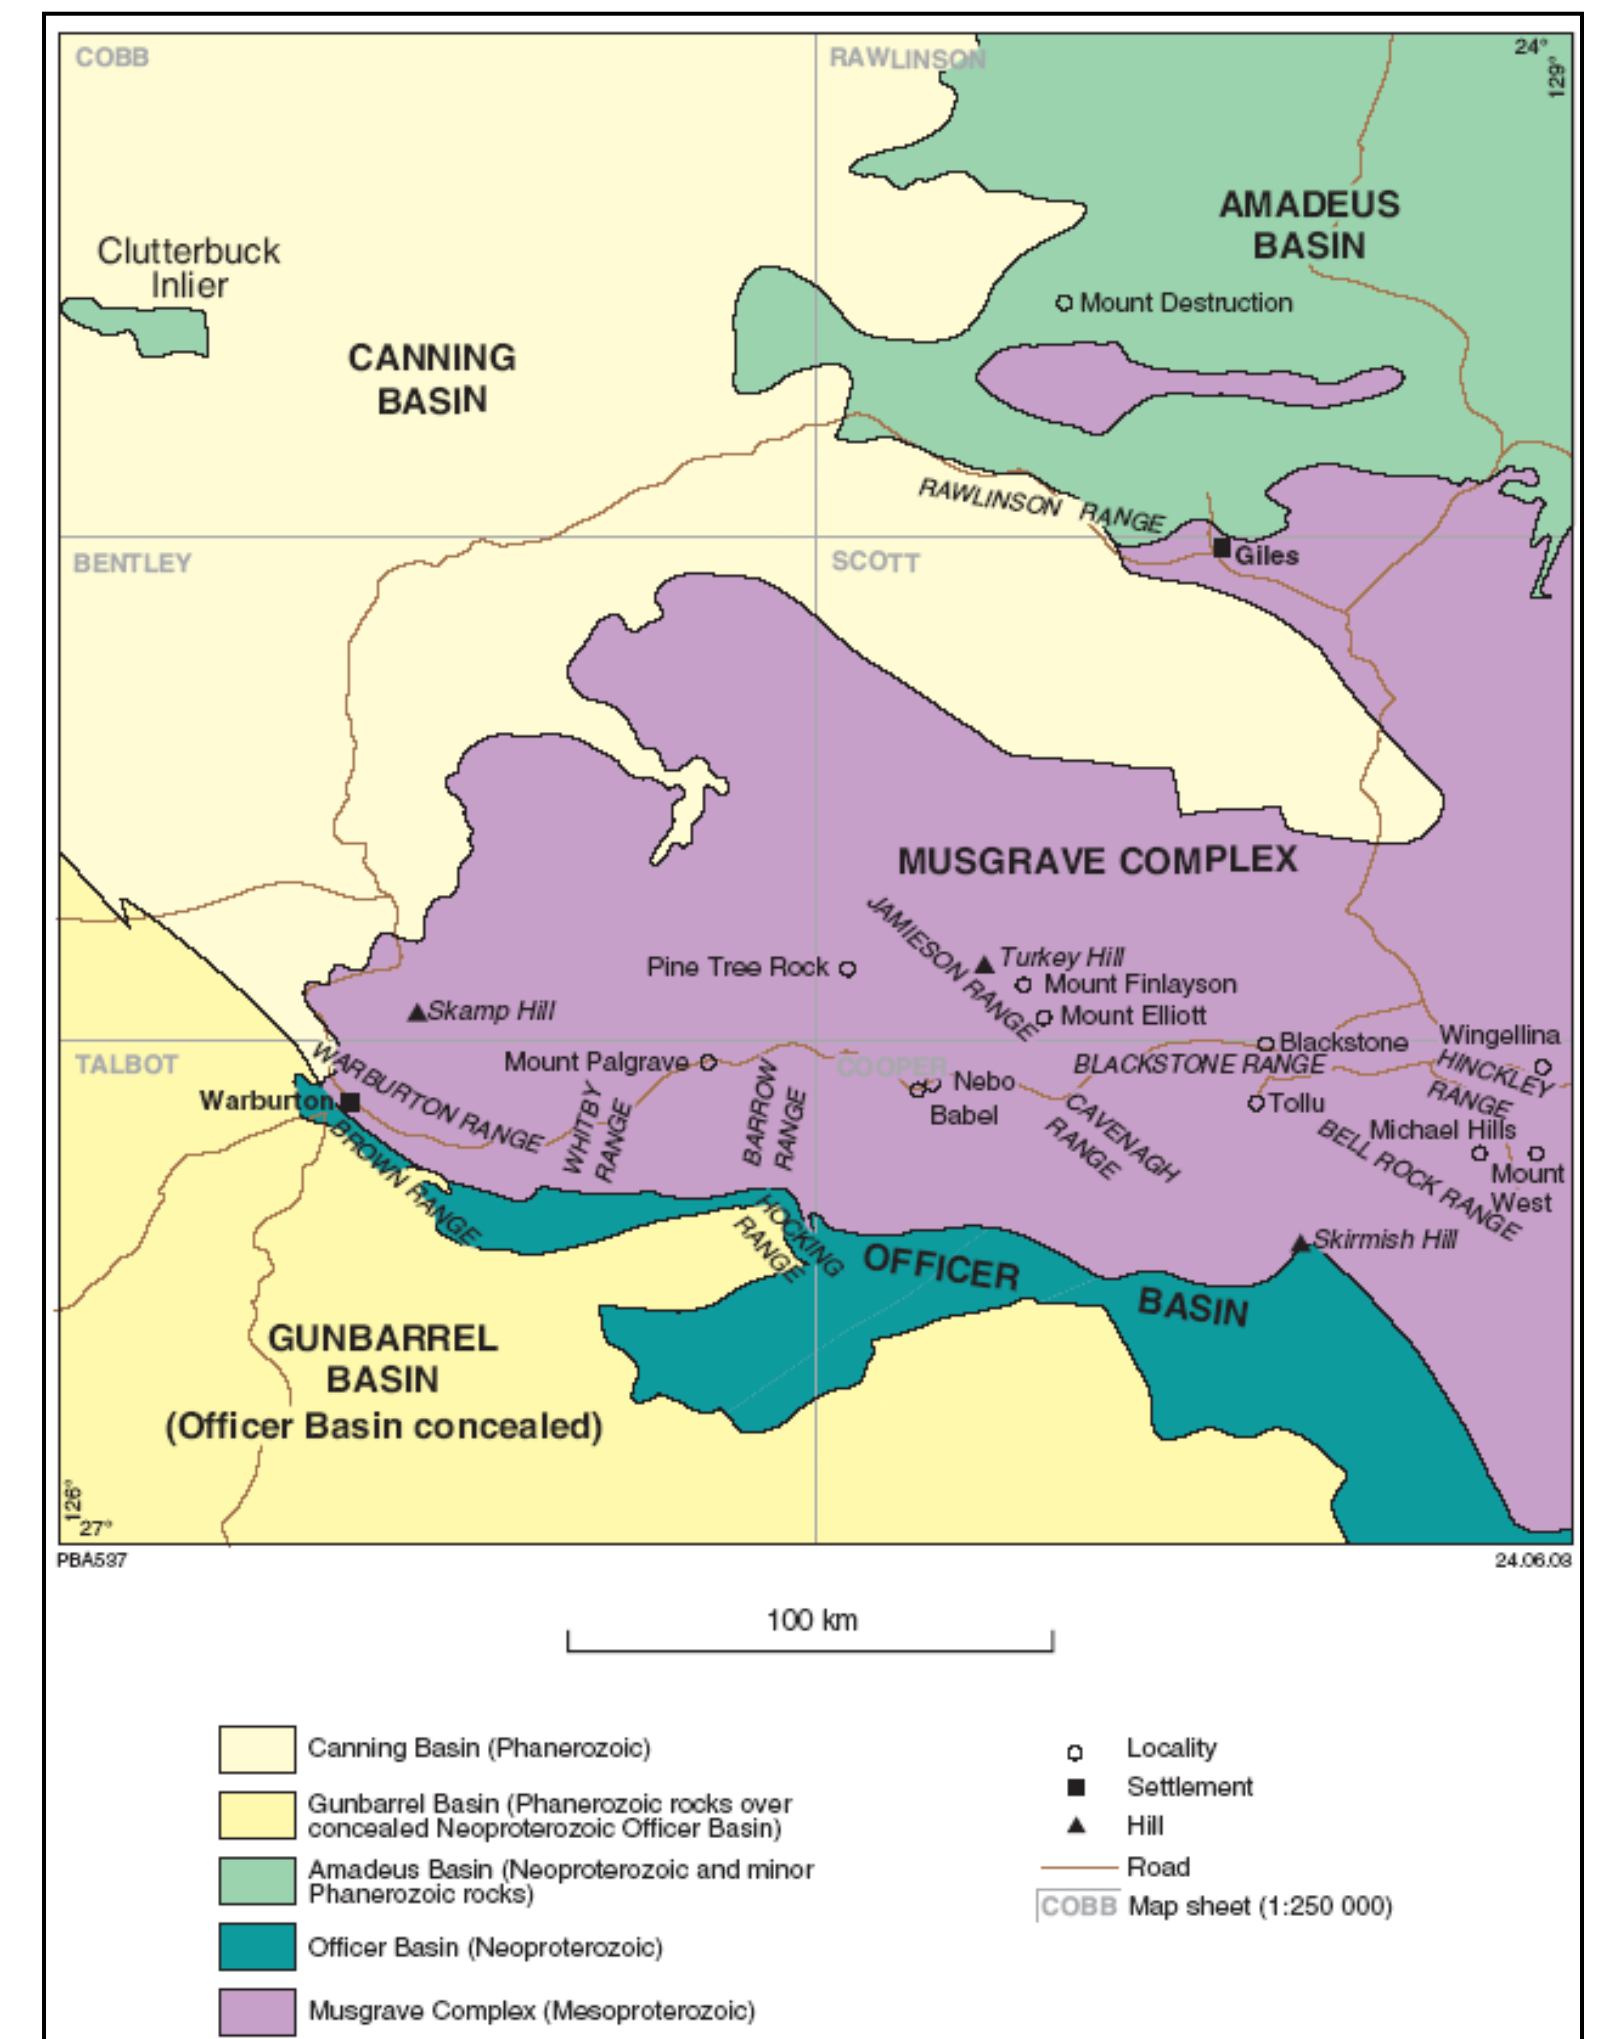 COBB
RAWLINSON
24°
129°
AMADEUS
BASIN
Clutterbuck
Inlier
Mount Destruction
CANNING
BASIN
RAWLINSON RANGE
BENTLEY
SCOTT
Giles
MUSGRAVE COMPLEX
JAMIESON RANGE
Turkey Hill
Pine Tree Rock
Mount Finlayson
Skamp Hill
Mount Elliott
Blackstone
Wingellina
TALBOT
WARBURTON RANGE
Mount Palgrave
COOPER
BLACKSTONE RANGE
HINCKLEY
RANGE
Nebo
Babel
Warburton
WHITBY
RANGE
BARROW
RANGE
CAVENAGH
RANGE
Tollu
Michael Hills
BELL ROCK RANGE
Mount
West
BROWN RANGE
HOCKING
RANGE
Skirmish Hill
OFFICER
BASIN
GUNBARREL
BASIN
(Officer Basin concealed)
126°
27°
PBA537
24.06.03
100 km
Canning Basin (Phanerozoic)
Gunbarrel Basin (Phanerozoic rocks over
concealed Neoproterozoic Officer Basin)
Amadeus Basin (Neoproterozoic and minor
Phanerozoic rocks)
Officer Basin (Neoproterozoic)
Musgrave Complex (Mesoproterozoic)
Locality
Settlement
Hill
Road
COBB Map sheet (1:250 000)